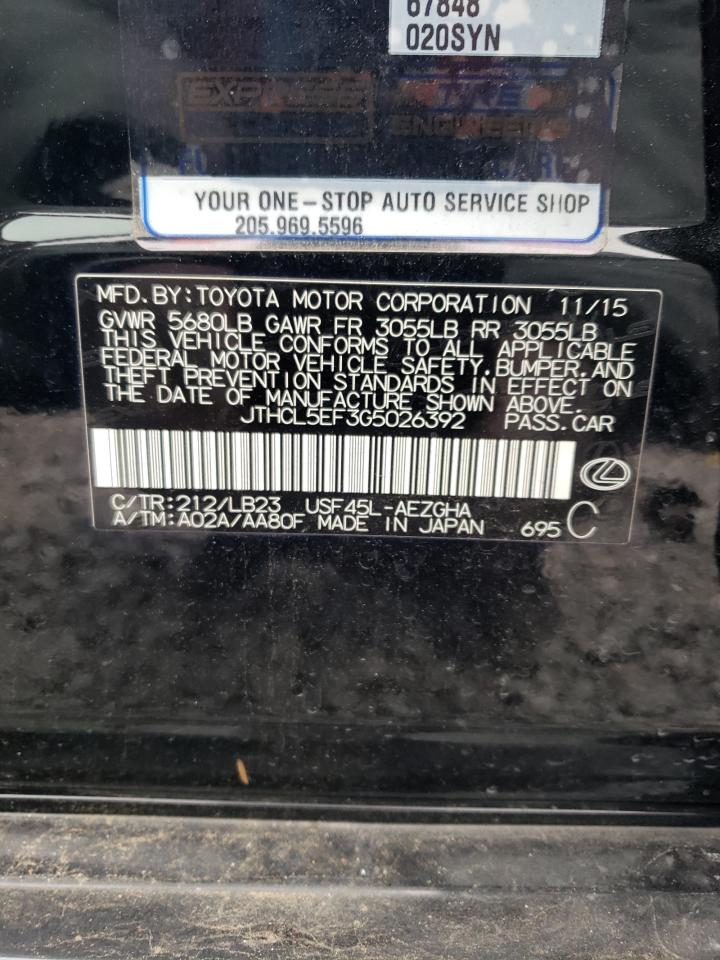 67848
020SYN
EXPRESS
TIRE
ENGINEERS
YOUR ONE-STOP AUTO SERVICE SHOP
205.969.5596
MFD. BY: TOYOTA MOTOR CORPORATION 11/15
GVWR 5680LB GAWR FR 3055LB RR 3055LB
THIS VEHICLE CONFORMS TO ALL APPLICABLE
FEDERAL MOTOR VEHICLE SAFETY, BUMPER, AND
THEFT PREVENTION STANDARDS IN EFFECT ON
THE DATE OF MANUFACTURE SHOWN ABOVE.
JTHCL5EF3G5026392 PASS. CAR
C/TR: 212/LB23 USF45L-AEZGHA
A/TM: A02A/AA80F MADE IN JAPAN 695 C